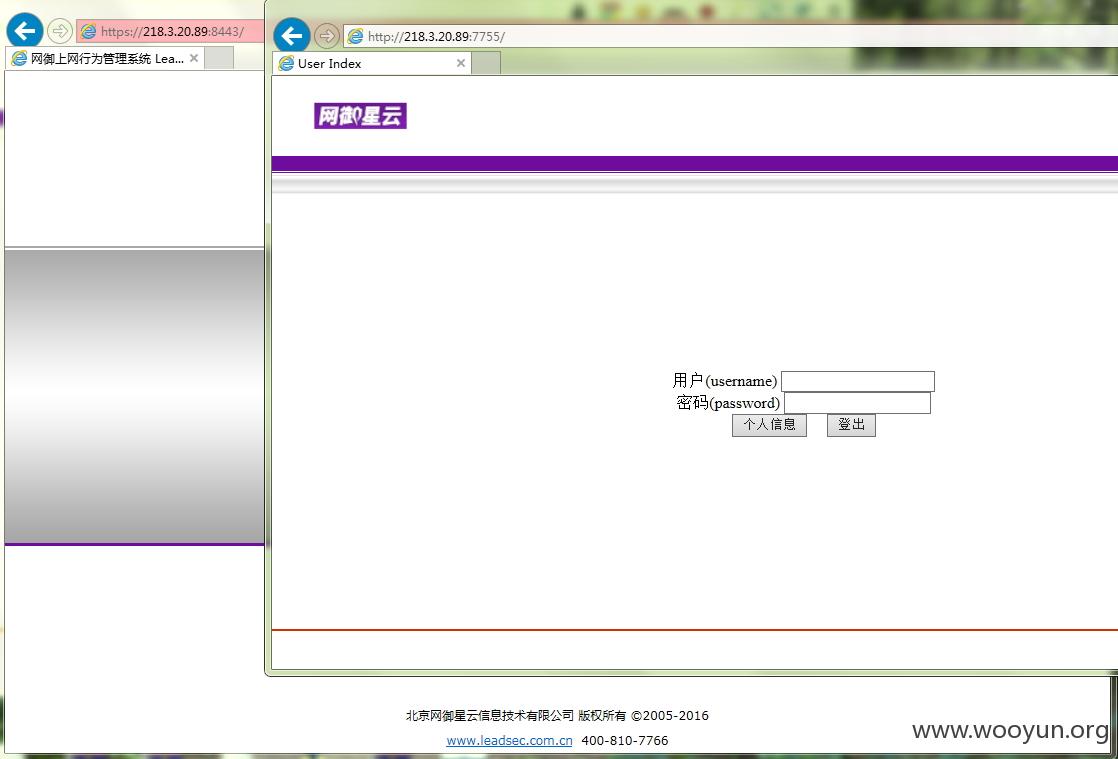 https://218.3.20.89:8443/
网御上网行为管理系统 Lea...
http://218.3.20.89:7755/
User Index
网御星云
用户(username)
密码(password)
个人信息 登出
北京网御星云信息技术有限公司 版权所有 ©2005-2016
www.leadsec.com.cn 400-810-7766
www.wooyun.org